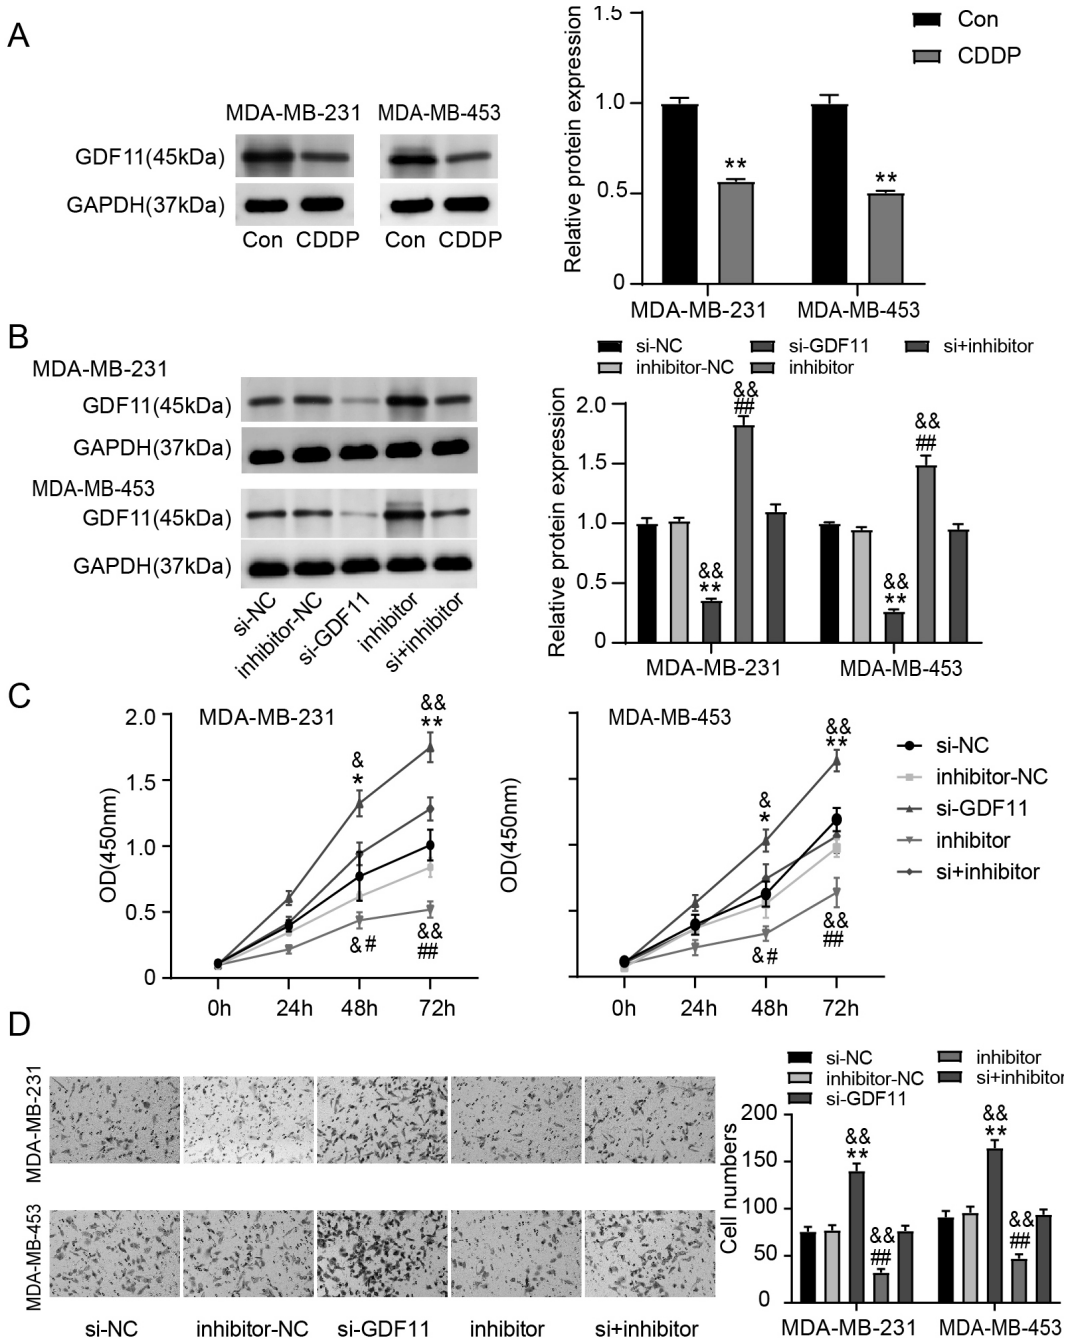 A
MDA-MB-231 MDA-MB-453
GDF11(45kDa)
GAPDH(37kDa)
Con CDDP Con CDDP
Relative protein expression
1.5
1.0
0.5
0
** **
MDA-MB-231 MDA-MB-453
Con
CDDP
B
MDA-MB-231
GDF11(45kDa)
GAPDH(37kDa)
MDA-MB-453
GDF11(45kDa)
GAPDH(37kDa)
si-NC inhibitor-NC si-GDF11 inhibitor si+inhibitor
si-NC si-GDF11 si+inhibitor
inhibitor-NC inhibitor
Relative protein expression
2.0
1.5
1.0
0.5
0
&&
##
&&
##
&&
**
&&
**
MDA-MB-231 MDA-MB-453
C
MDA-MB-231
OD(450nm)
2.0
1.5
1.0
0.5
0
&&
**
&
*
&#
&&
##
0h 24h 48h 72h
MDA-MB-453
OD(450nm)
&&
**
&
*
&#
&&
##
0h 24h 48h 72h
si-NC
inhibitor-NC
si-GDF11
inhibitor
si+inhibitor
D
MDA-MB-231
MDA-MB-453
si-NC inhibitor-NC si-GDF11 inhibitor si+inhibitor
si-NC inhibitor
inhibitor-NC si+inhibitor
si-GDF11
Cell numbers
200
150
100
50
0
&&
**
&&
##
&&
**
&&
##
MDA-MB-231 MDA-MB-453